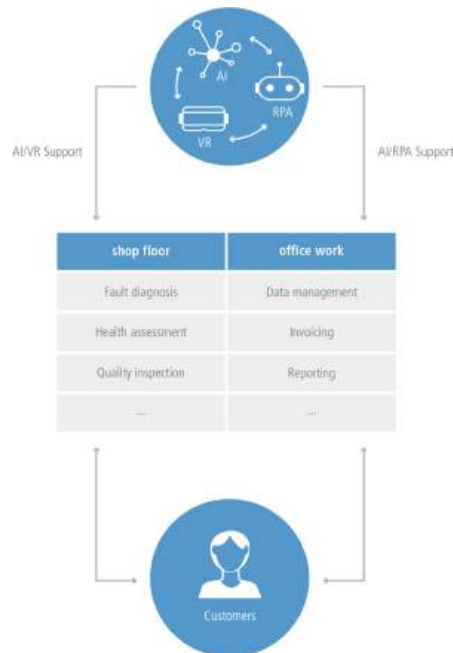 AI
RPA
VR
AI/VR Support
AI/RPA Support
shop floor
office work
Fault diagnosis
Data management
Health assessment
Invoicing
Quality inspection
Reporting
...
...
Customers